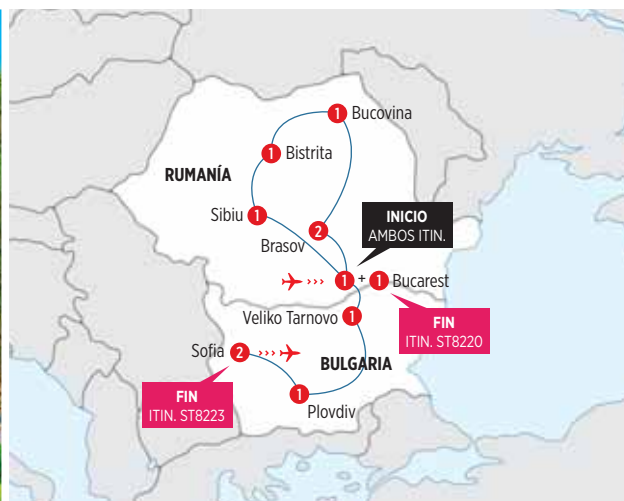 1 Bucovina
1 Bistrita
RUMANÍA
1 Sibiu
2 Brasov
INICIO
AMBOS ITIN.
1 + 1 Bucarest
FIN
ITIN. ST8220
Veliko Tarnovo 1
Sofia 2
BULGARIA
FIN
ITIN. ST8223
1 Plovdiv